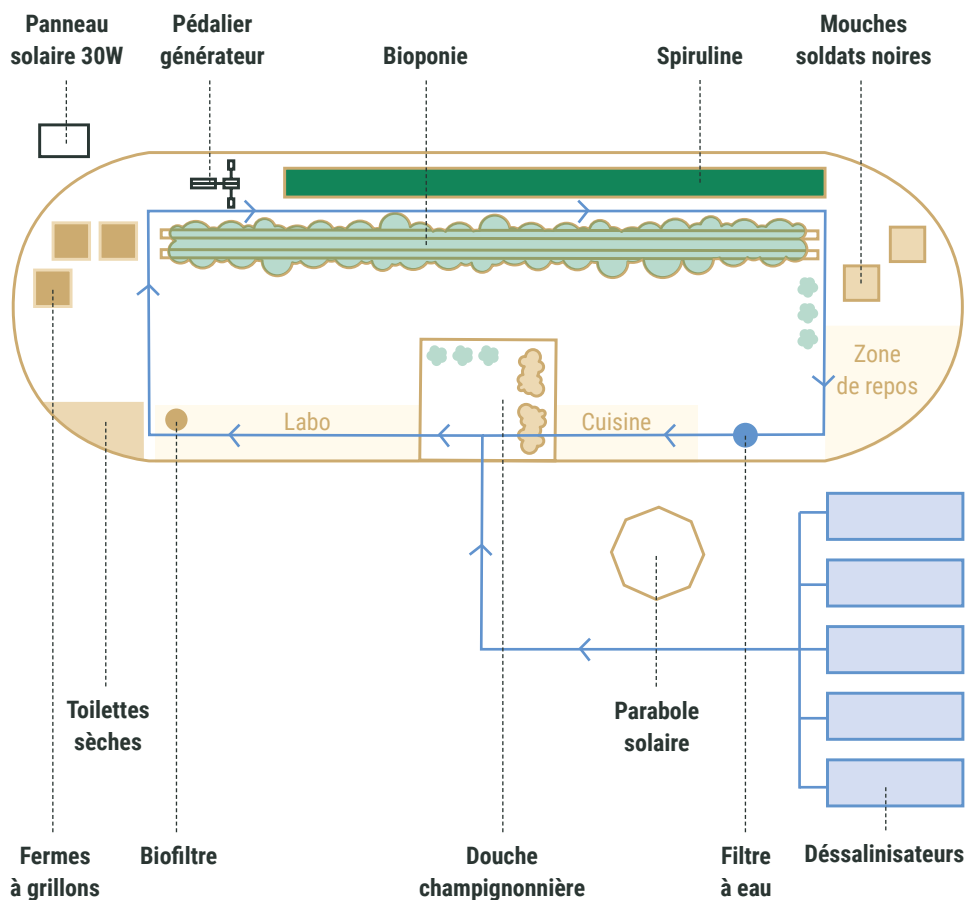 Panneau
solaire 30W
Pédalier
générateur
Bioponie
Spiruline
Mouches
soldats noires
Zone
de repos
Labo
Cuisine
Toilettes
sèches
Parabole
solaire
Fermes
à grillons
Biofiltre
Douche
champignonnière
Filtre
à eau
Déssalinisateurs